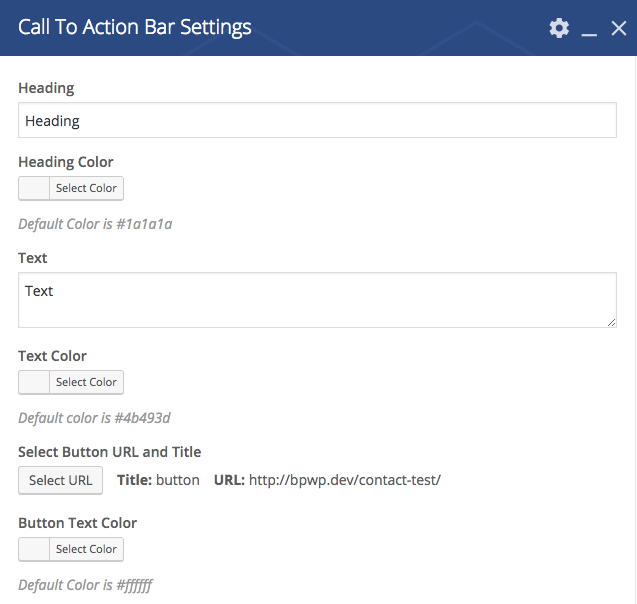 Call To Action Bar Settings
Heading
Heading
Heading Color
Select Color
Default Color is #1a1a1a
Text
Text
Text Color
Select Color
Default color is #4b493d
Select Button URL and Title
Select URL Title: button URL: http://bpwp.dev/contact-test/
Button Text Color
Select Color
Default Color is #ffffff